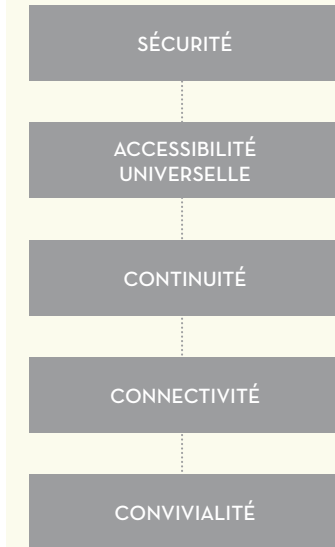 SÉCURITÉ
ACCESSIBILITÉ
UNIVERSELLE
CONTINUITÉ
CONNECTIVITÉ
CONVIVIALITÉ